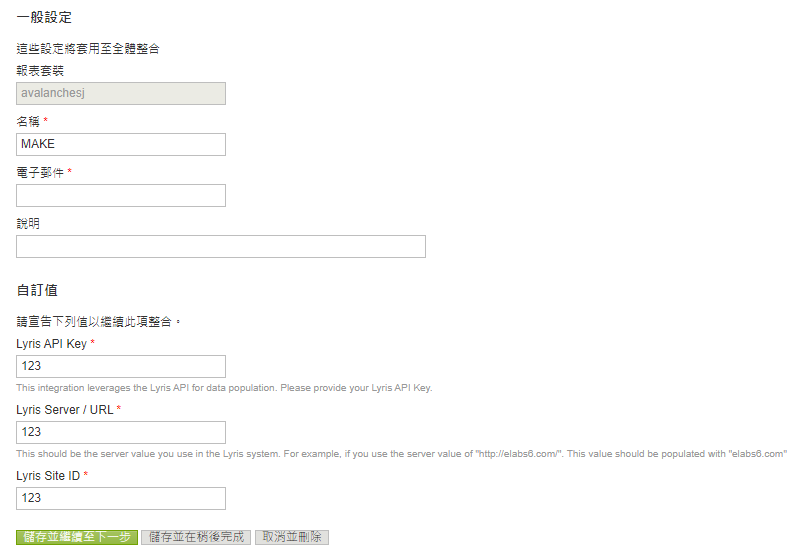 一般設定
這些設定將套用至全體整合
報表套裝
avalanchesj
名稱 *
MAKE
電子郵件 *
說明
自訂值
請宣告下列值以繼續此項整合。
Lyris API Key *
123
This integration leverages the Lyris API for data population. Please provide your Lyris API Key.
Lyris Server / URL *
123
This should be the server value you use in the Lyris system. For example, if you use the server value of "http://elabs6.com/". This value should be populated with "elabs6.com"
Lyris Site ID *
123
儲存並繼續至下一步 儲存並在稍後完成 取消並刪除